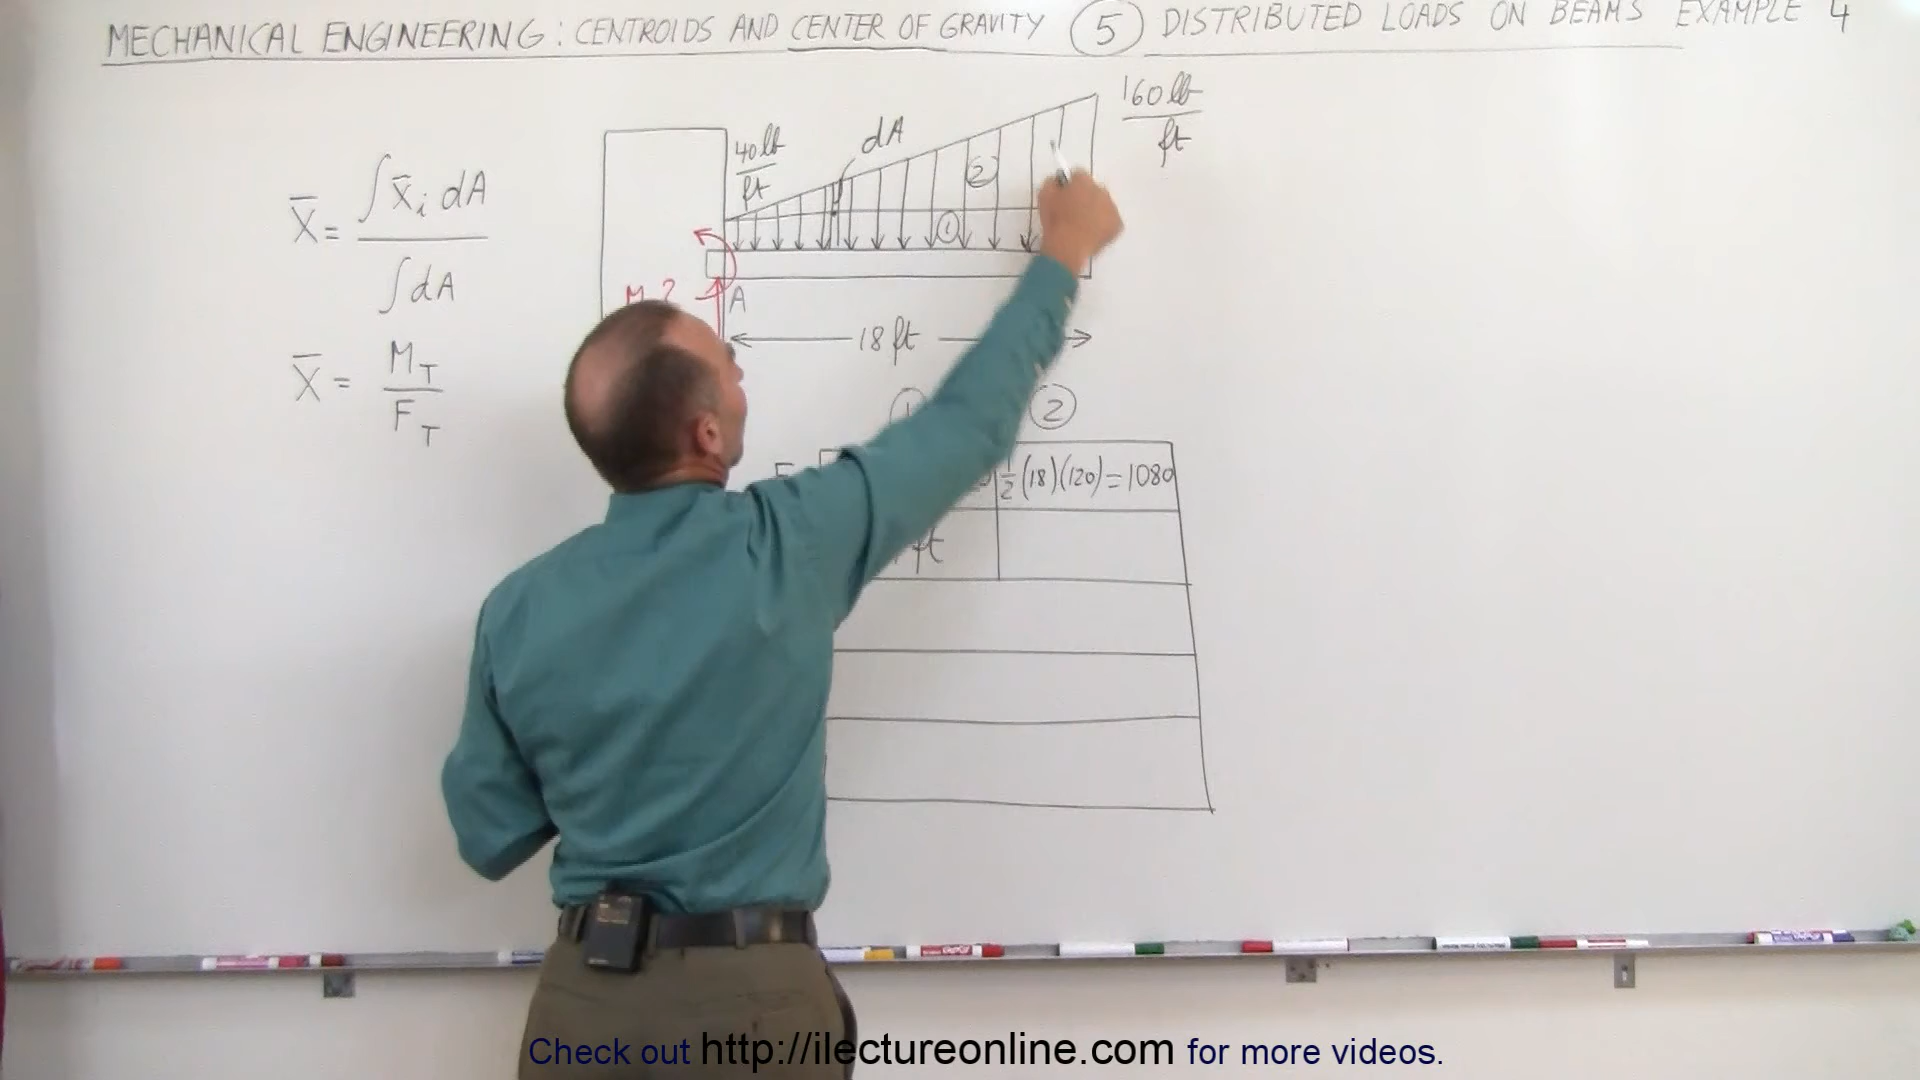 MECHANICAL ENGINEERING: CENTROIDS AND CENTER OF GRAVITY 5 DISTRIBUTED LOADS ON BEAMS EXAMPLE 4
160 lb
ft
40 lb
ft
dA
2
1
X̄ = ∫ x̄ᵢ dA
∫ dA
M ?
A
18 ft
X̄ = M_T
F_T
1
2
F
½ (18)(120) = 1080
ft
Check out http://ilectureonline.com for more videos.